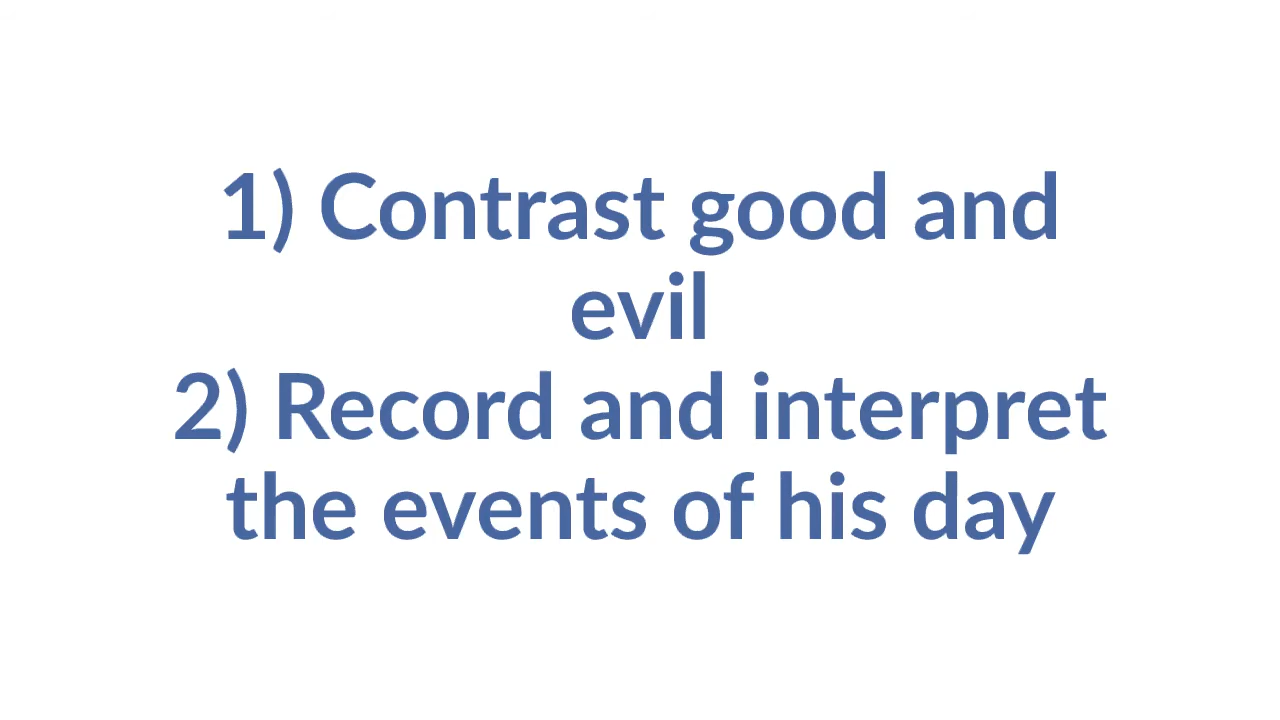 1) Contrast good and
evil
2) Record and interpret
the events of his day